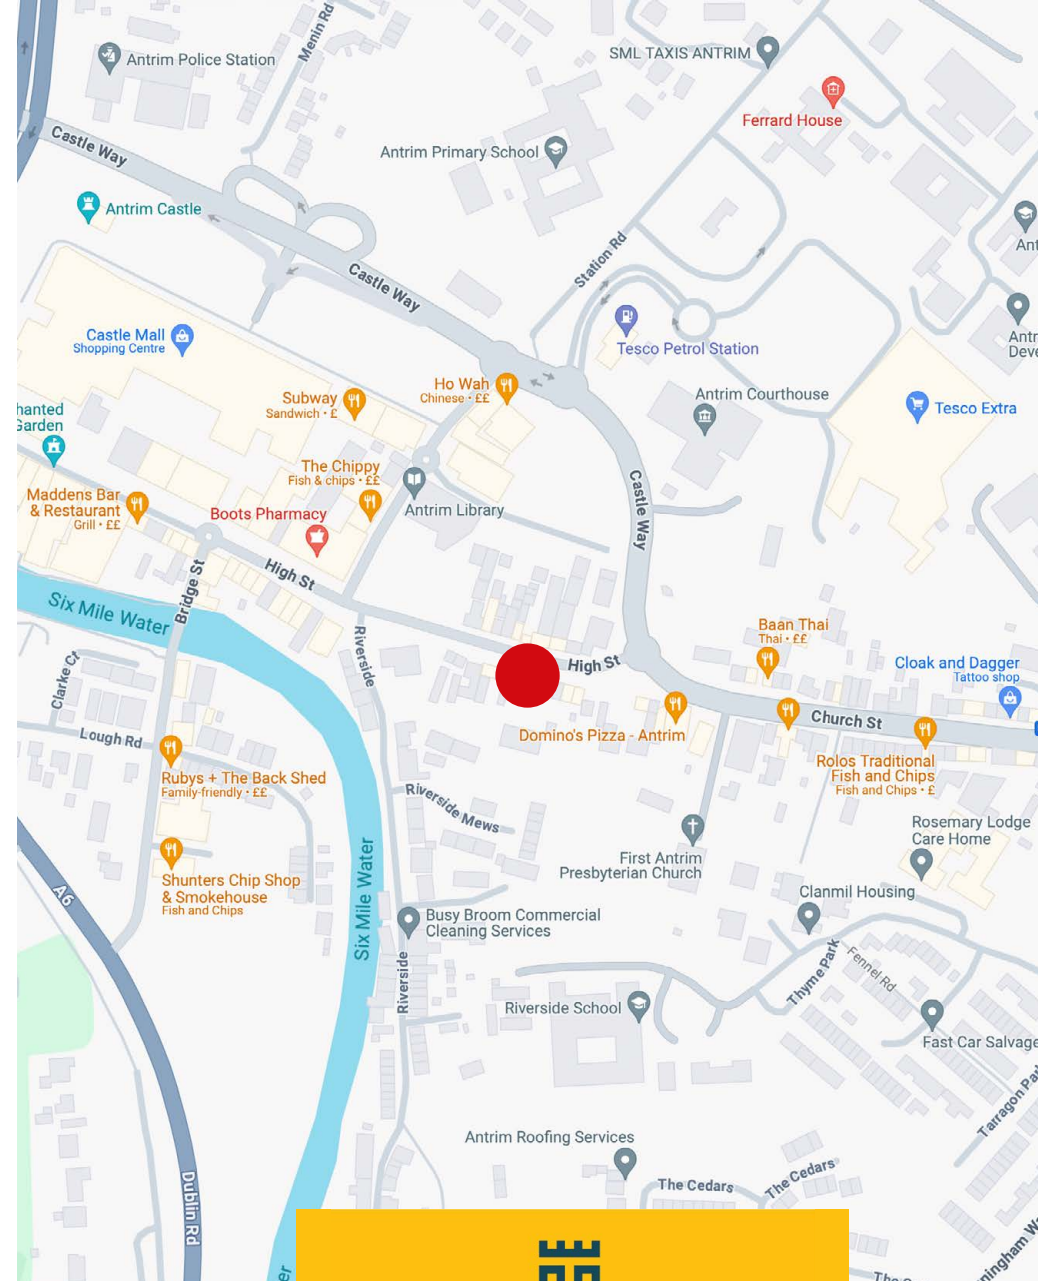 Menin Rd
SML TAXIS ANTRIM
Antrim Police Station
Ferrard House
Castle Way
Antrim Primary School
Antrim Castle
Station Rd
Ant
Castle Way
Castle Mall
Shopping Centre
Tesco Petrol Station
Antr
Deve
Ho Wah
Chinese • ££
Subway
Sandwich • £
Antrim Courthouse
Tesco Extra
hanted
Garden
The Chippy
Fish & chips • ££
Maddens Bar
& Restaurant
Grill • ££
Boots Pharmacy
Antrim Library
Castle Way
High St
Bridge St
Six Mile Water
Riverside
Baan Thai
Thai • ££
High St
Cloak and Dagger
Tattoo shop
Clarke Ct
Church St
Lough Rd
Domino's Pizza - Antrim
Rolos Traditional
Fish and Chips
Fish and Chips • £
Rubys + The Back Shed
Family-friendly • ££
Riverside Mews
Rosemary Lodge
Care Home
First Antrim
Presbyterian Church
Six Mile Water
Shunters Chip Shop
& Smokehouse
Fish and Chips
A6
Clanmil Housing
Busy Broom Commercial
Cleaning Services
Riverside
Thyme Park
Fennel Rd
Riverside School
Fast Car Salvage
Tarragon Pa
Antrim Roofing Services
The Cedars
The Cedars
Dublin Rd
er